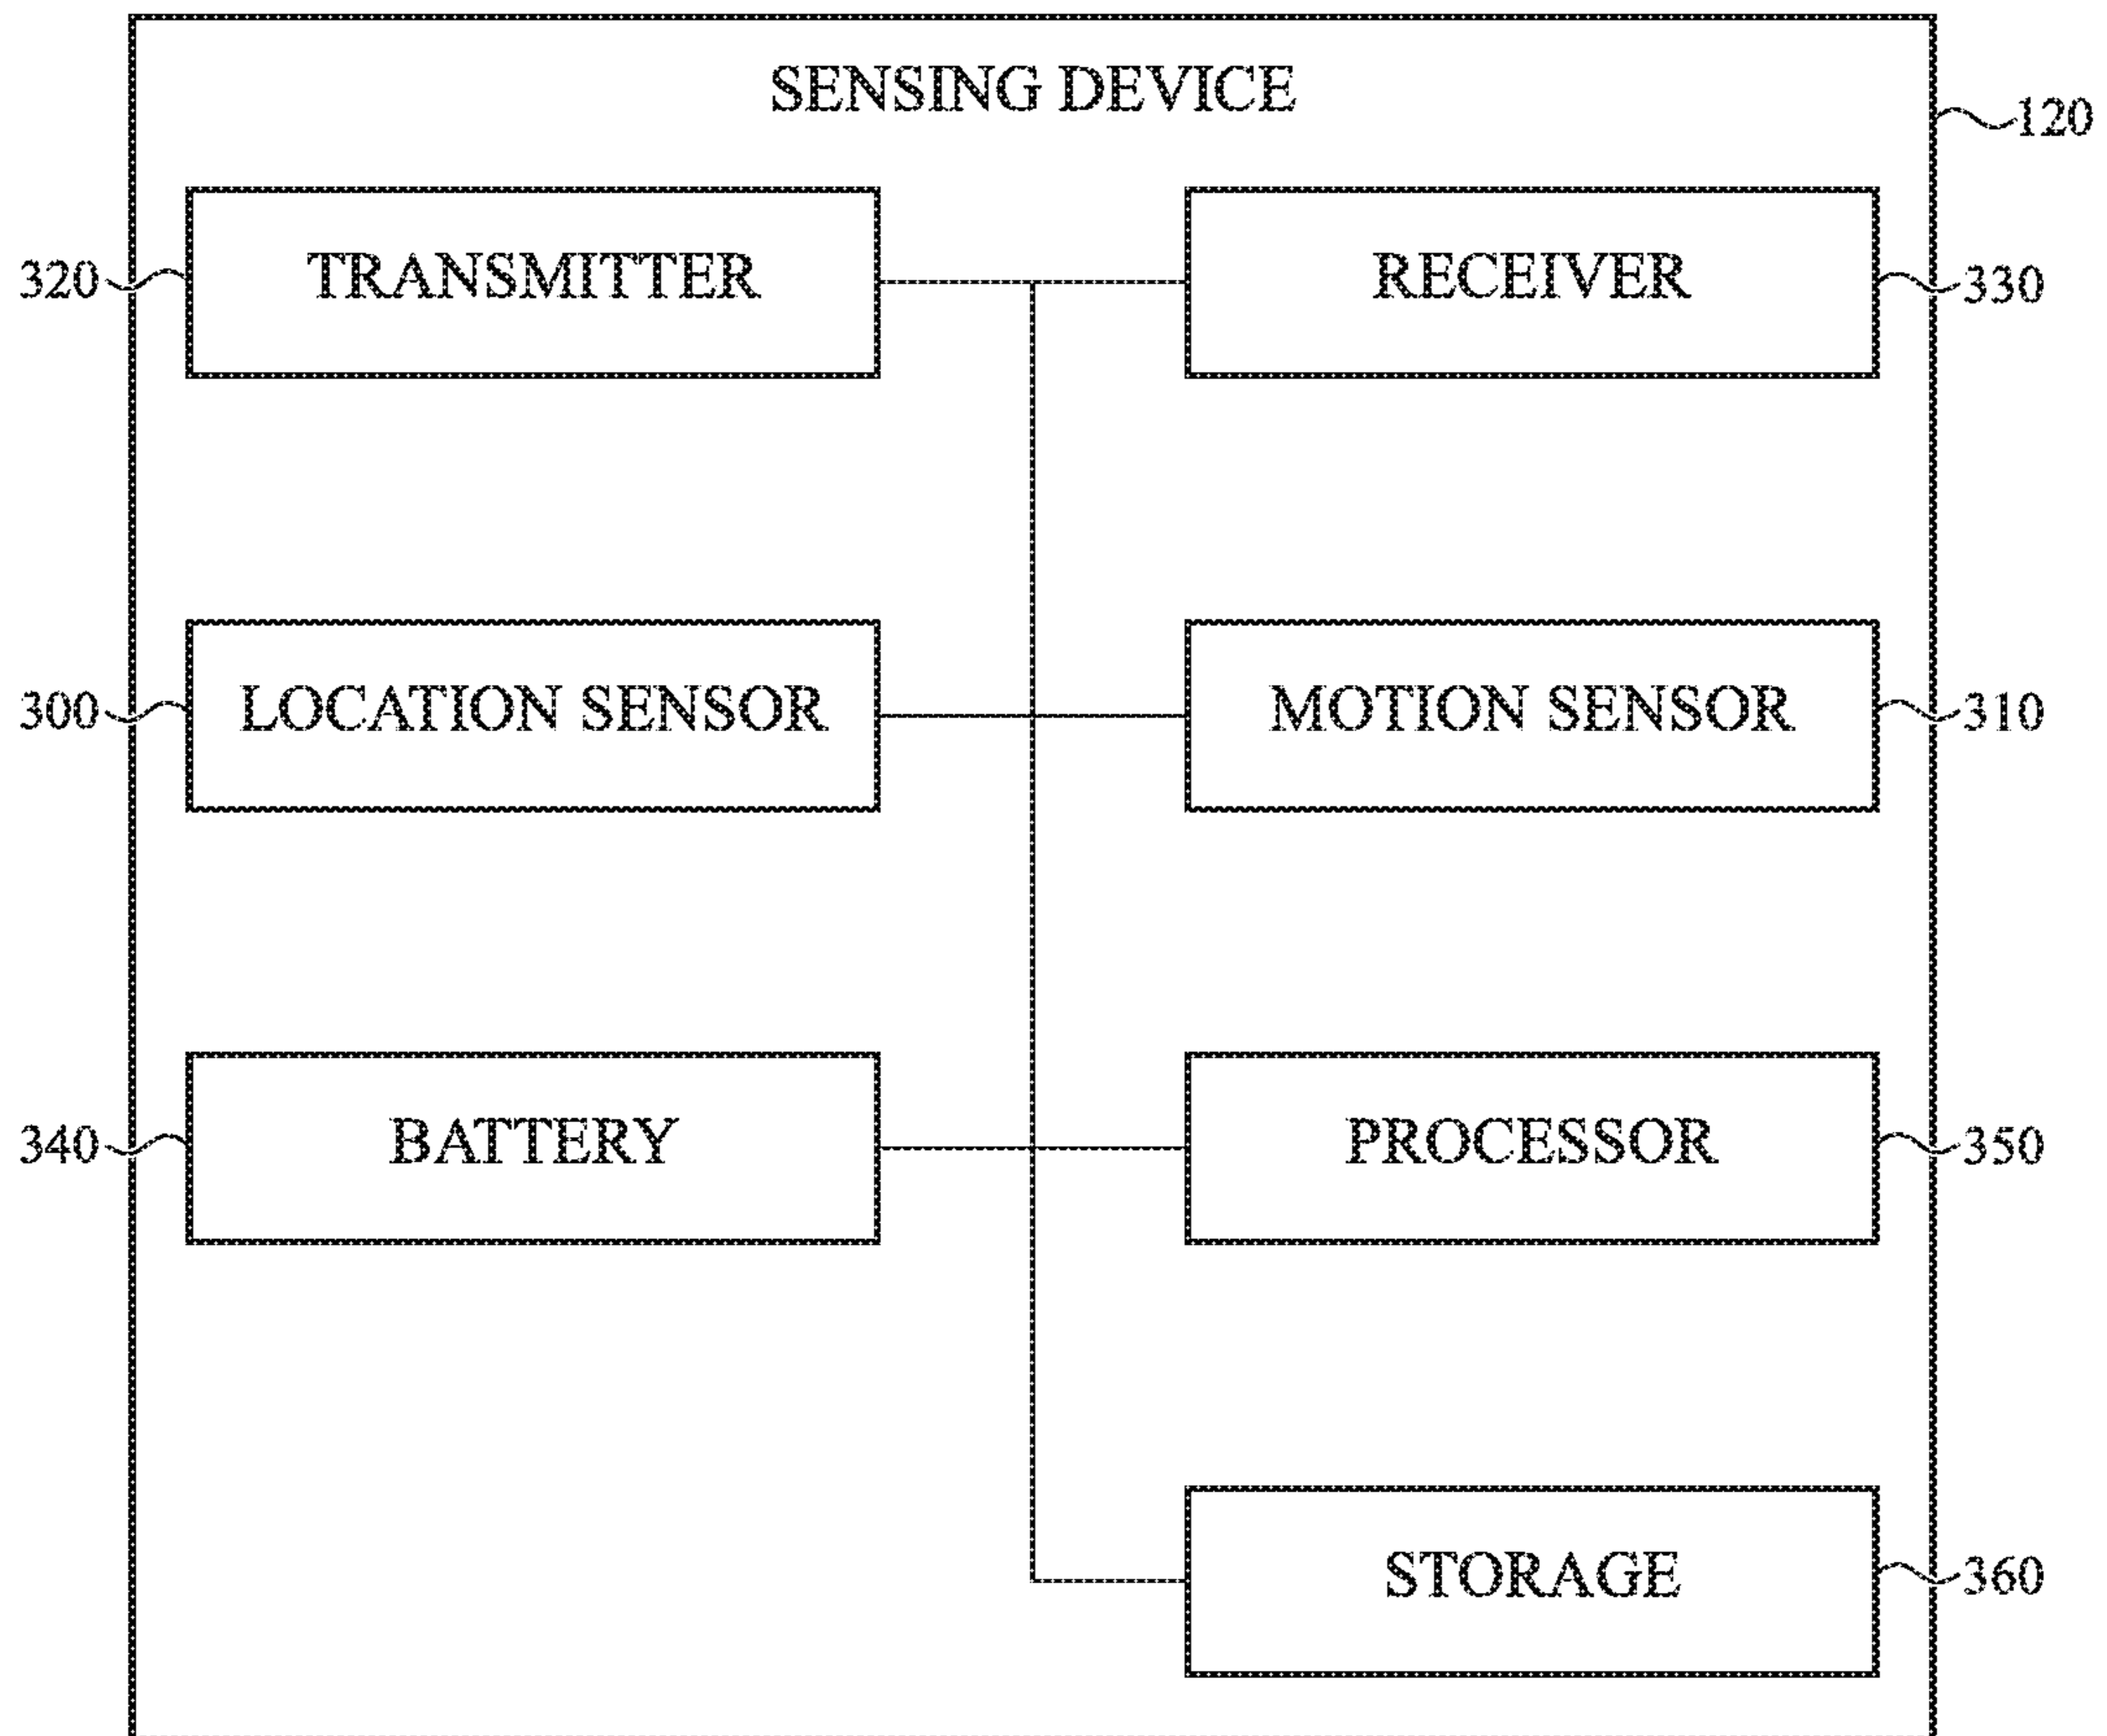 SENSING DEVICE
120
320 TRANSMITTER RECEIVER 330
300 LOCATION SENSOR MOTION SENSOR 310
340 BATTERY PROCESSOR 350
STORAGE 360